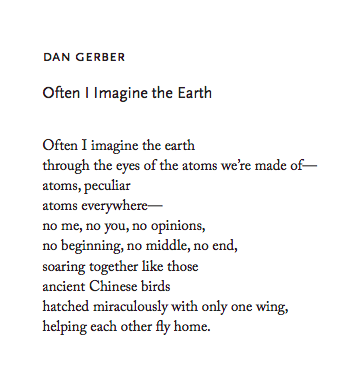 DAN GERBER
Often I Imagine the Earth
Often I imagine the earth
through the eyes of the atoms we’re made of—
atoms, peculiar
atoms everywhere—
no me, no you, no opinions,
no beginning, no middle, no end,
soaring together like those
ancient Chinese birds
hatched miraculously with only one wing,
helping each other fly home.